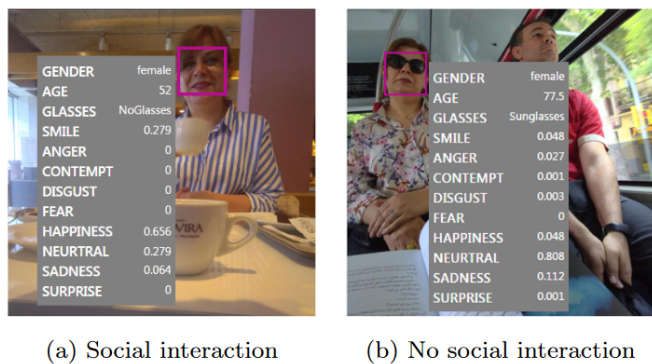 GENDER female
AGE 52
GLASSES NoGlasses
SMILE 0.279
ANGER 0
CONTEMPT 0
DISGUST 0
FEAR 0
HAPPINESS 0.656
NEURTRAL 0.279
SADNESS 0.064
SURPRISE 0
VIRA
(a) Social interaction
GENDER female
AGE 77.5
GLASSES Sunglasses
SMILE 0.048
ANGER 0.027
CONTEMPT 0.001
DISGUST 0.003
FEAR 0
HAPPINESS 0.048
NEURTRAL 0.808
SADNESS 0.112
SURPRISE 0.001
(b) No social interaction